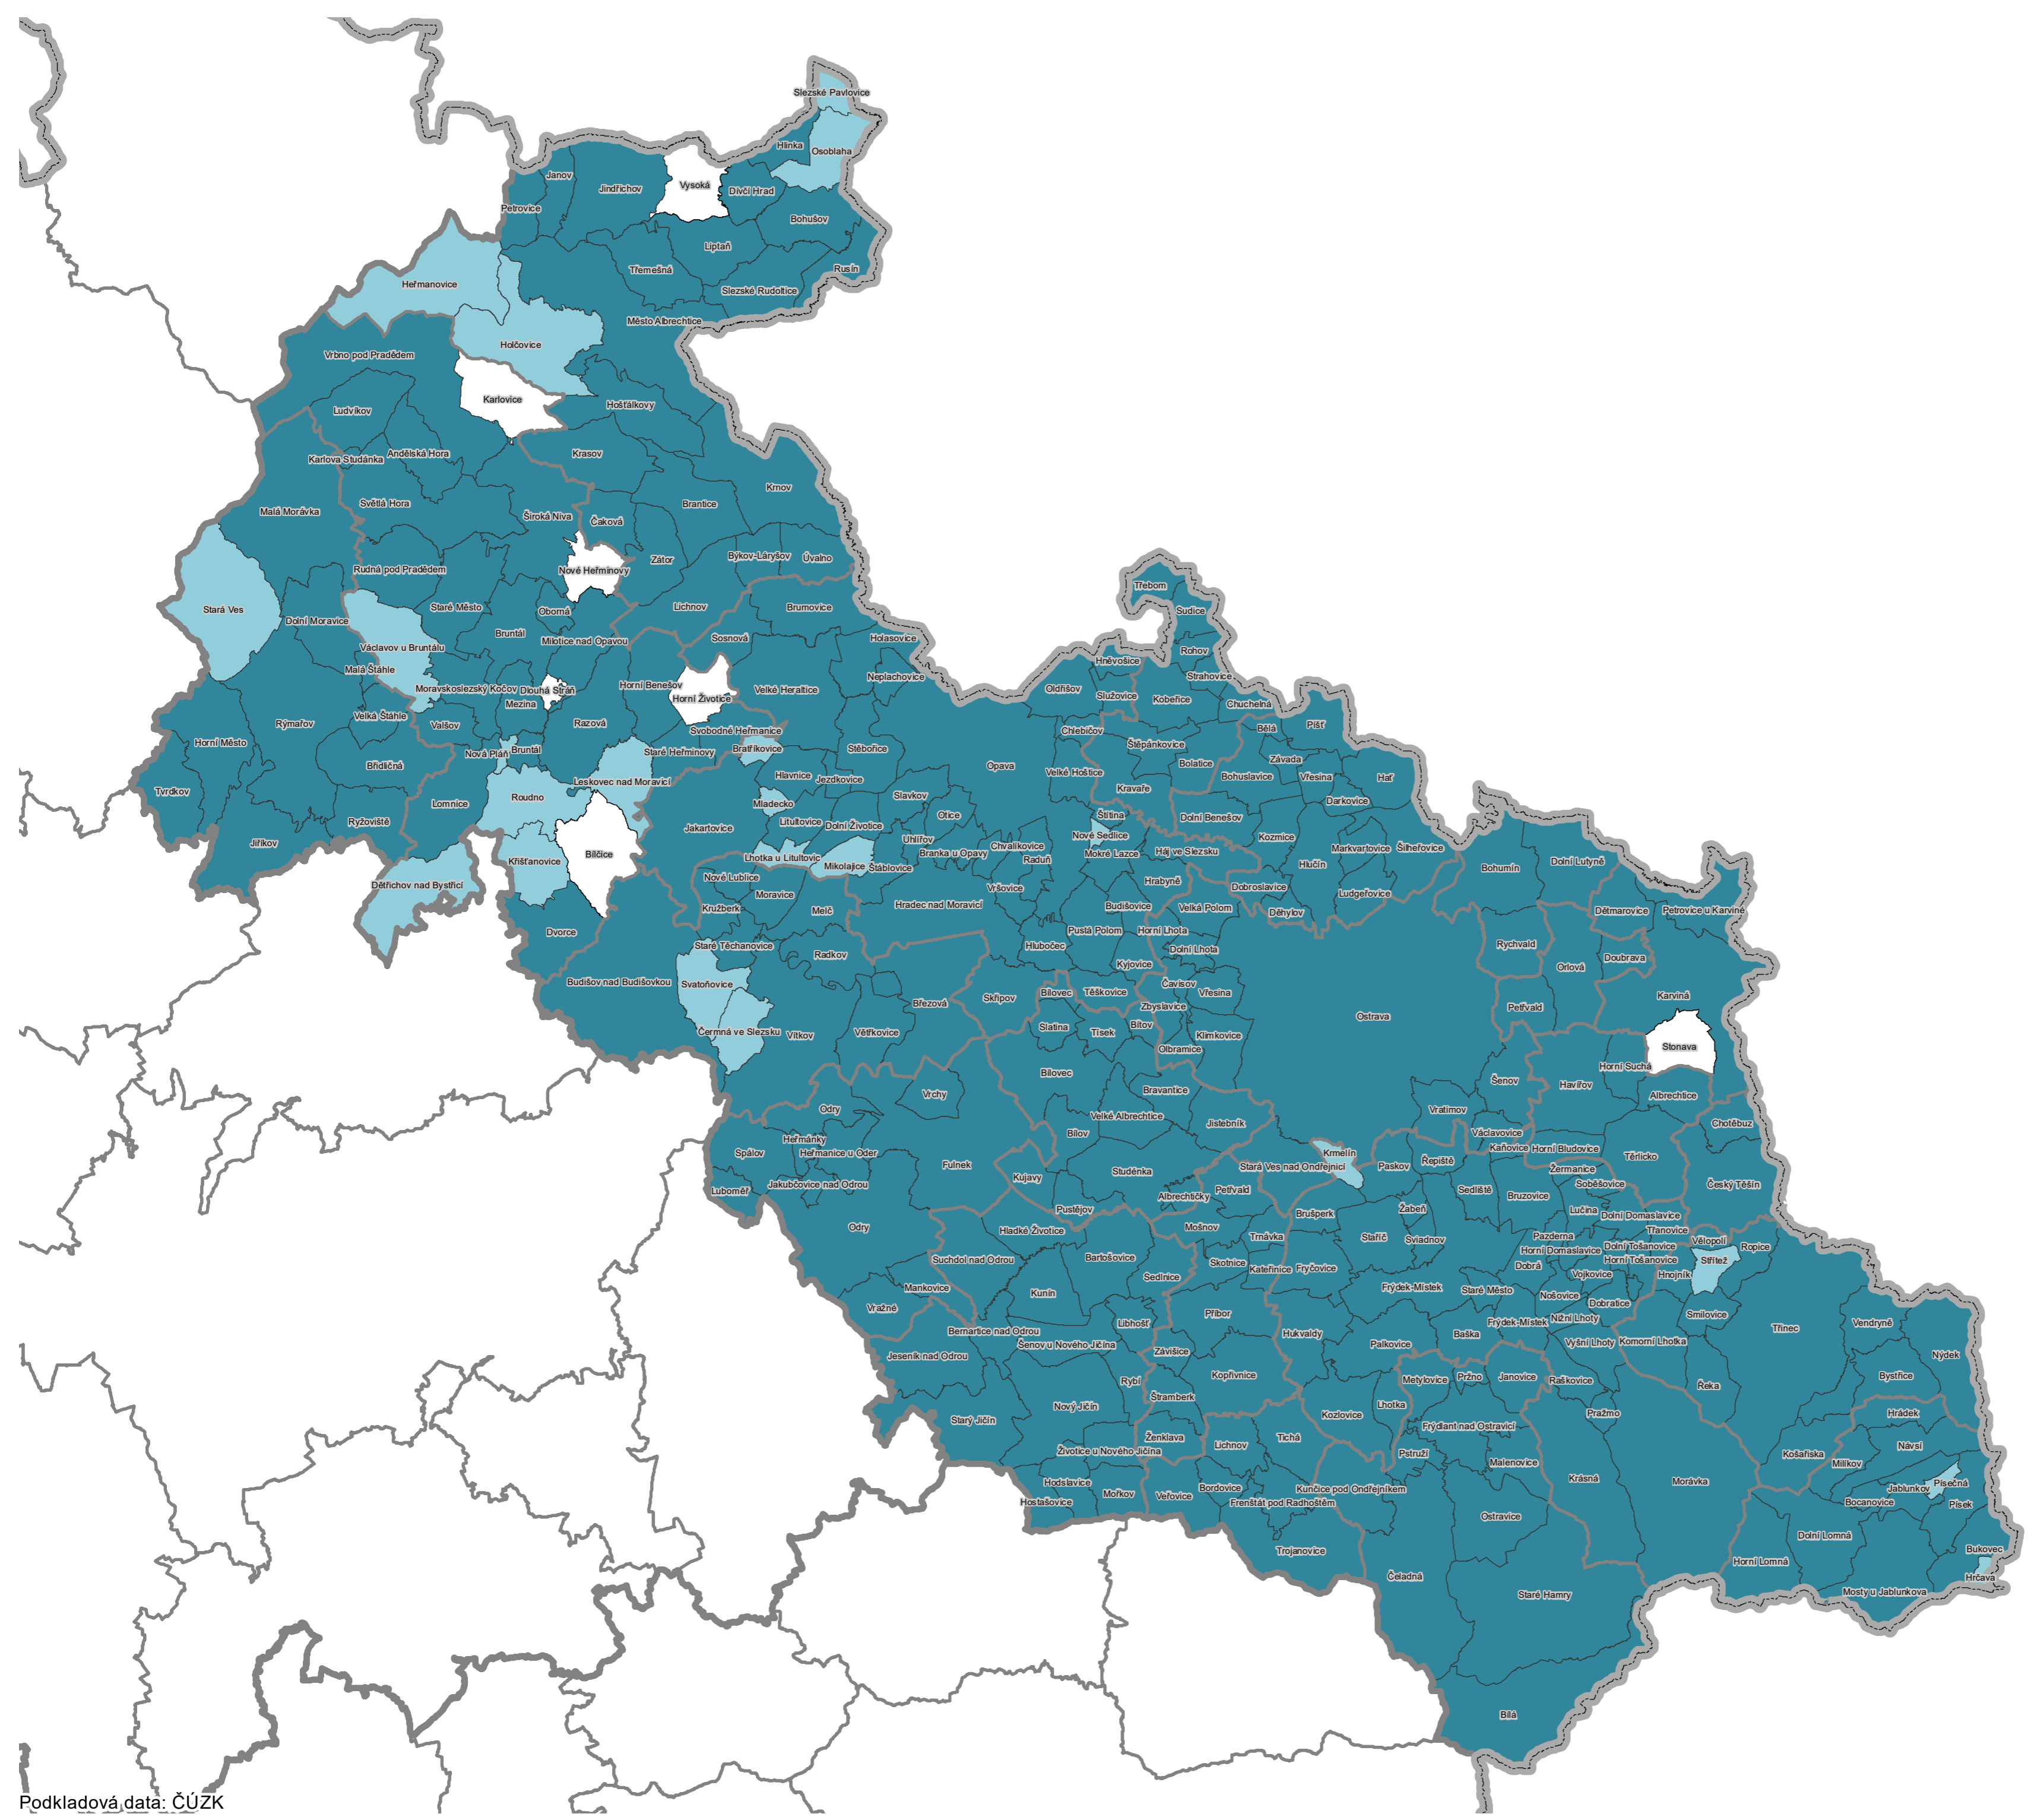 Slezské Pavlovice
Hlinka
Osoblaha
Janov
Jindřichov
Vysoká
Dívčí Hrad
Petrovice
Bohušov
Liptaň
Třemešná
Rusín
Heřmanovice
Slezské Rudoltice
Město Albrechtice
Holčovice
Vrbno pod Pradědem
Karlovice
Hošťálkovy
Ludvíkov
Andělská Hora
Krasov
Karlova Studánka
Krnov
Světlá Hora
Brantice
Malá Morávka
Široká Niva
Čaková
Býkov-Láryšov
Úvalno
Zátor
Rudná pod Pradědem
Nové Heřminovy
Třebom
Stará Ves
Staré Město
Oborná
Lichnov
Brumovice
Sudice
Dolní Moravice
Bruntál
Milotice nad Opavou
Sosnová
Holasovice
Václavov u Bruntálu
Rohov
Hněvošice
Malá Štáhle
Neplachovice
Strahovice
Horní Benešov
Moravskoslezský Kočov
Dlouhá Stráň
Velké Heraltice
Oldřišov
Služovice
Kobeřice
Horní Životice
Mezina
Chuchelná
Velká Štáhle
Rýmařov
Valšov
Razová
Svobodné Heřmanice
Chlebičov
Bělá
Píšť
Horní Město
Nová Pláň
Bruntál
Staré Heřminovy
Bratříkovice
Stěbořice
Štěpánkovice
Závada
Břidličná
Opava
Velké Hoštice
Bolatice
Bohuslavice
Vřesina
Hať
Leskovec nad Moravicí
Hlavnice
Jezdkovice
Kravaře
Tvrdkov
Roudno
Slavkov
Lomnice
Mladecko
Darkovice
Otice
Štítina
Dolní Benešov
Ryžoviště
Jakartovice
Litultovice
Dolní Životice
Nové Sedlice
Kozmice
Jiříkov
Uhlířov
Chvalíkovice
Branka u Opavy
Mokré Lazce
Háj ve Slezsku
Markvartovice
Šilheřovice
Bílčice
Lhotka u Litultovic
Raduň
Křišťanovice
Mikolajice
Štáblovice
Hlučín
Bohumín
Dolní Lutyně
Nové Lublice
Dětřichov nad Bystřicí
Vršovice
Hrabyně
Dobroslavice
Moravice
Ludgeřovice
Kružberk
Melč
Hradec nad Moravicí
Budišovice
Velká Polom
Děhylov
Dětmarovice
Petrovice u Karviné
Dvorce
Pustá Polom
Horní Lhota
Staré Těchanovice
Hlubočec
Dolní Lhota
Rychvald
Radkov
Kyjovice
Doubrava
Orlová
Budišov nad Budišovkou
Svatoňovice
Čavisov
Bílovec
Těškovice
Vřesina
Karviná
Březová
Skřipov
Zbyslavice
Petřvald
Ostrava
Čermná ve Slezsku
Vítkov
Větřkovice
Slatina
Tísek
Bítov
Klimkovice
Olbramice
Stonava
Horní Suchá
Bílovec
Šenov
Havířov
Bravantice
Vrchy
Albrechtice
Odry
Vratimov
Velké Albrechtice
Jistebník
Chotěbuz
Heřmánky
Bílov
Václavovice
Spálov
Heřmanice u Oder
Krmelín
Kaňovice
Horní Bludovice
Těrlicko
Fulnek
Stará Ves nad Ondřejnicí
Paskov
Řepiště
Žermanice
Kujavy
Studénka
Luboměř
Jakubčovice nad Odrou
Petřvald
Sedliště
Soběšovice
Český Těšín
Albrechtičky
Bruzovice
Pustějov
Žabeň
Lučina
Brušperk
Dolní Domaslavice
Odry
Hladké Životice
Mošnov
Trnávka
Staříč
Sviadnov
Pazderna
Třanovice
Vělopolí
Suchdol nad Odrou
Bartošovice
Skotnice
Horní Domaslavice
Dolní Tošanovice
Ropice
Kateřinice
Fryčovice
Dobrá
Horní Tošanovice
Střítež
Sedlnice
Vojkovice
Hnojník
Mankovice
Kunín
Frýdek-Místek
Staré Město
Nošovice
Dobratice
Vražné
Příbor
Smilovice
Libhošť
Frýdek-Místek
Nižní Lhoty
Vendryně
Bernartice nad Odrou
Hukvaldy
Baška
Třinec
Šenov u Nového Jičína
Závišice
Palkovice
Vyšní Lhoty
Komorní Lhotka
Jeseník nad Odrou
Nýdek
Kopřivnice
Rybí
Metylovice
Pržno
Janovice
Raškovice
Řeka
Bystřice
Štramberk
Nový Jičín
Lhotka
Starý Jičín
Kozlovice
Pražmo
Hrádek
Frýdlant nad Ostravicí
Ženklava
Tichá
Lichnov
Životice u Nového Jičína
Pstruží
Malenovice
Košařiska
Návsí
Milíkov
Hodslavice
Krásná
Morávka
Písečná
Bordovice
Kunčice pod Ondřejníkem
Jablunkov
Hostašovice
Mořkov
Veřovice
Frenštát pod Radhoštěm
Bocanovice
Písek
Ostravice
Dolní Lomná
Trojanovice
Bukovec
Horní Lomná
Čeladná
Hrčava
Mosty u Jablunkova
Staré Hamry
Bílá
Podkladová data: ČÚZK